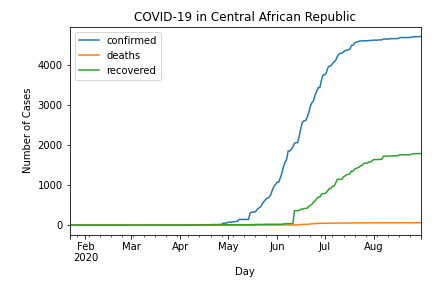 COVID-19 in Central African Republic
confirmed
deaths
recovered
Number of Cases
4000
3000
2000
1000
0
Feb Mar Apr May Jun Jul Aug
2020
Day